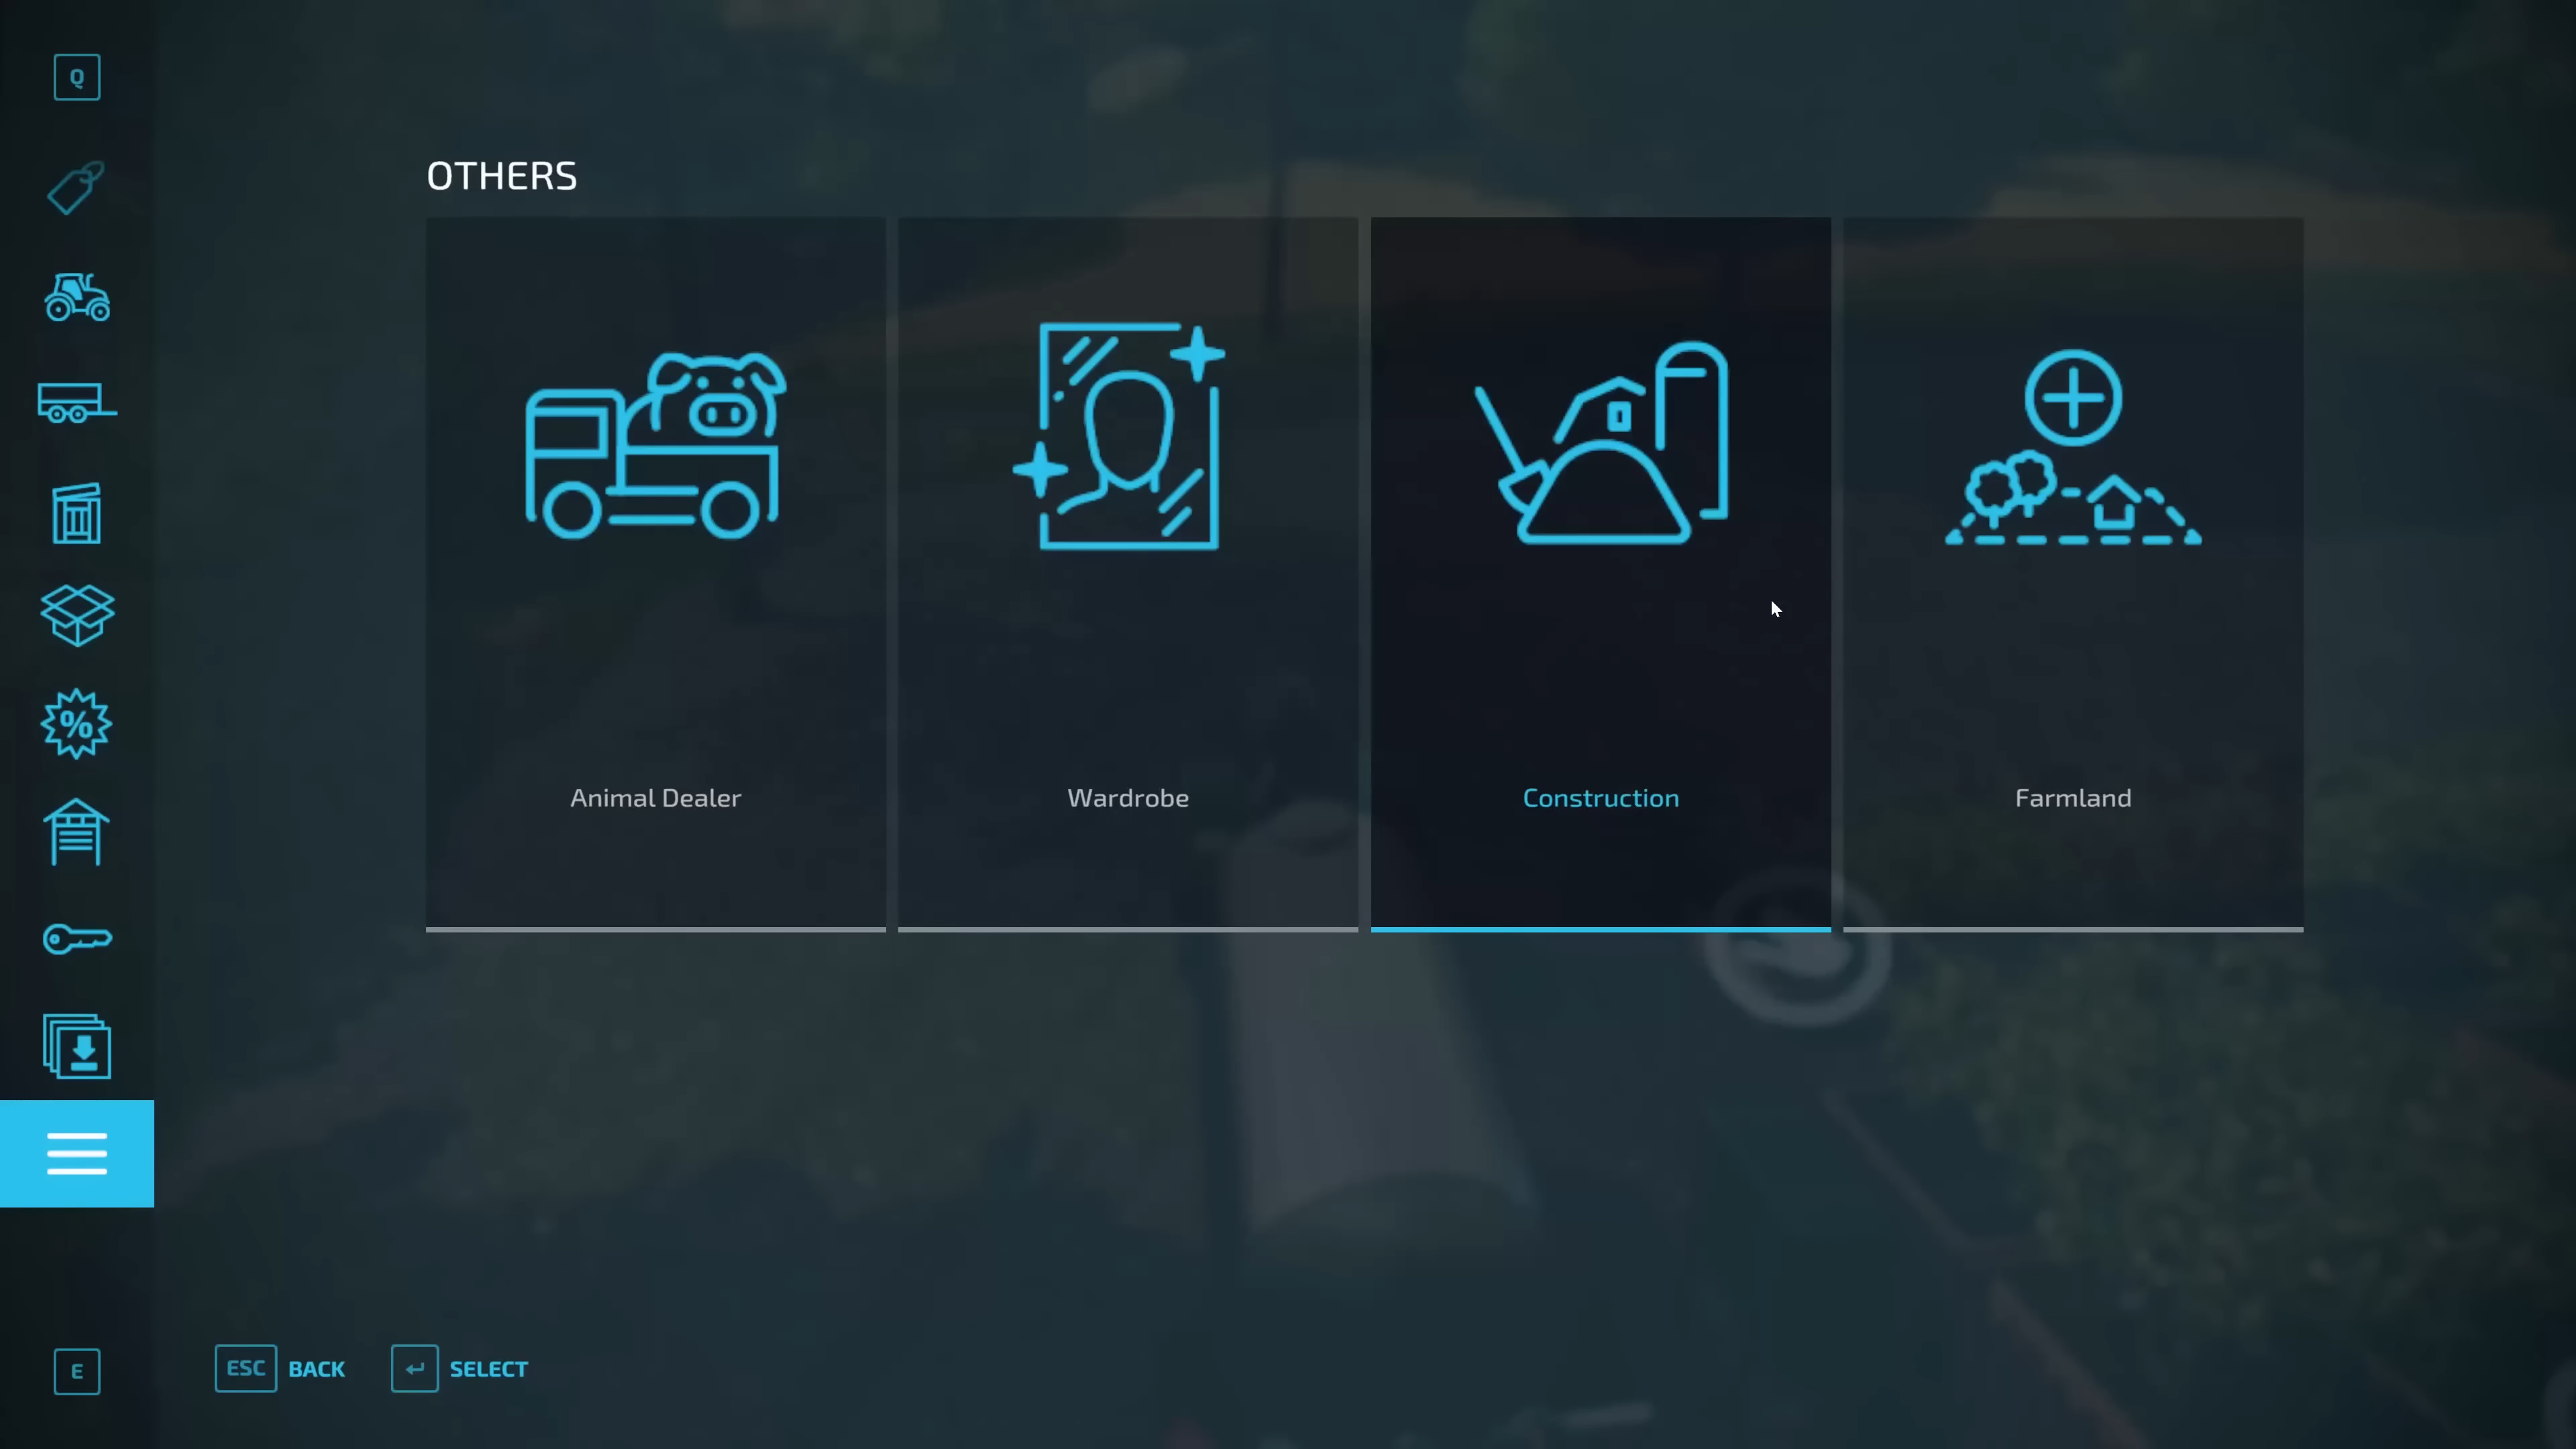 Q
OTHERS
Animal Dealer
Wardrobe
Construction
Farmland
%
E
ESC BACK
SELECT